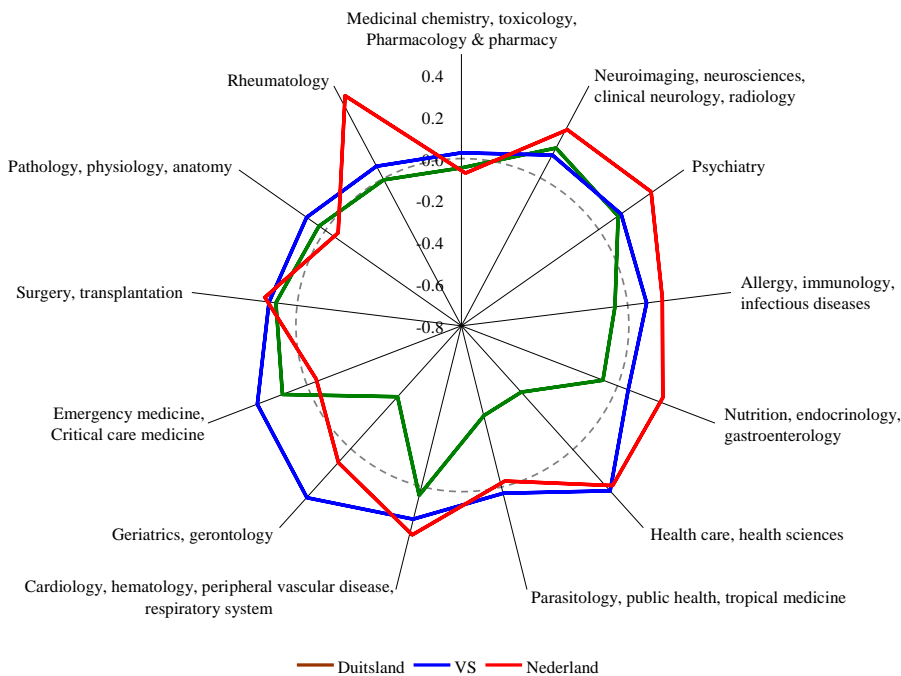 Medicinal chemistry, toxicology,
Pharmacology & pharmacy
Neuroimaging, neurosciences,
clinical neurology, radiology
Psychiatry
Allergy, immunology,
infectious diseases
Nutrition, endocrinology,
gastroenterology
Health care, health sciences
Parasitology, public health, tropical medicine
Cardiology, hematology, peripheral vascular disease,
respiratory system
Geriatrics, gerontology
Emergency medicine,
Critical care medicine
Surgery, transplantation
Pathology, physiology, anatomy
Rheumatology
0.4
0.2
0.0
-0.2
-0.4
-0.6
-0.8
Duitsland VS Nederland